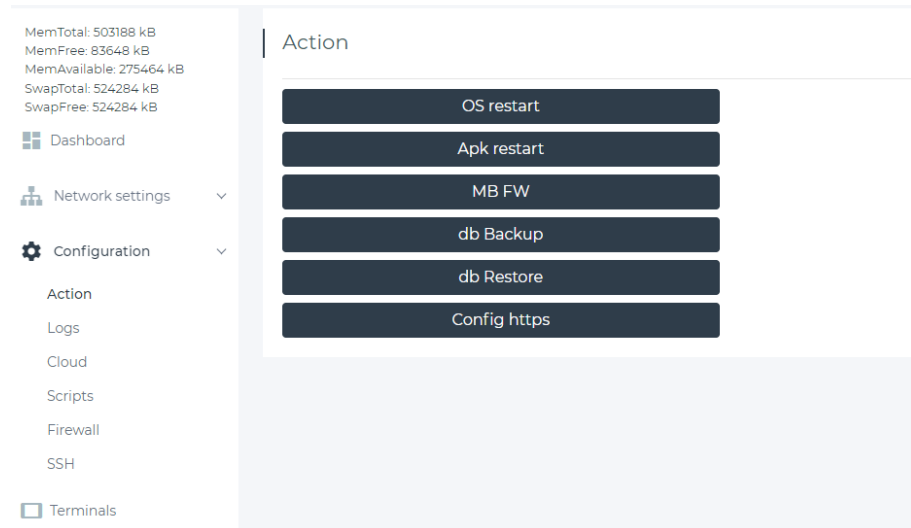 MemTotal: 503188 kB
MemFree: 83648 kB
MemAvailable: 275464 kB
SwapTotal: 524284 kB
SwapFree: 524284 kB
Dashboard
Network settings
Configuration
Action
Logs
Cloud
Scripts
Firewall
SSH
Terminals
Action
OS restart
Apk restart
MB FW
db Backup
db Restore
Config https